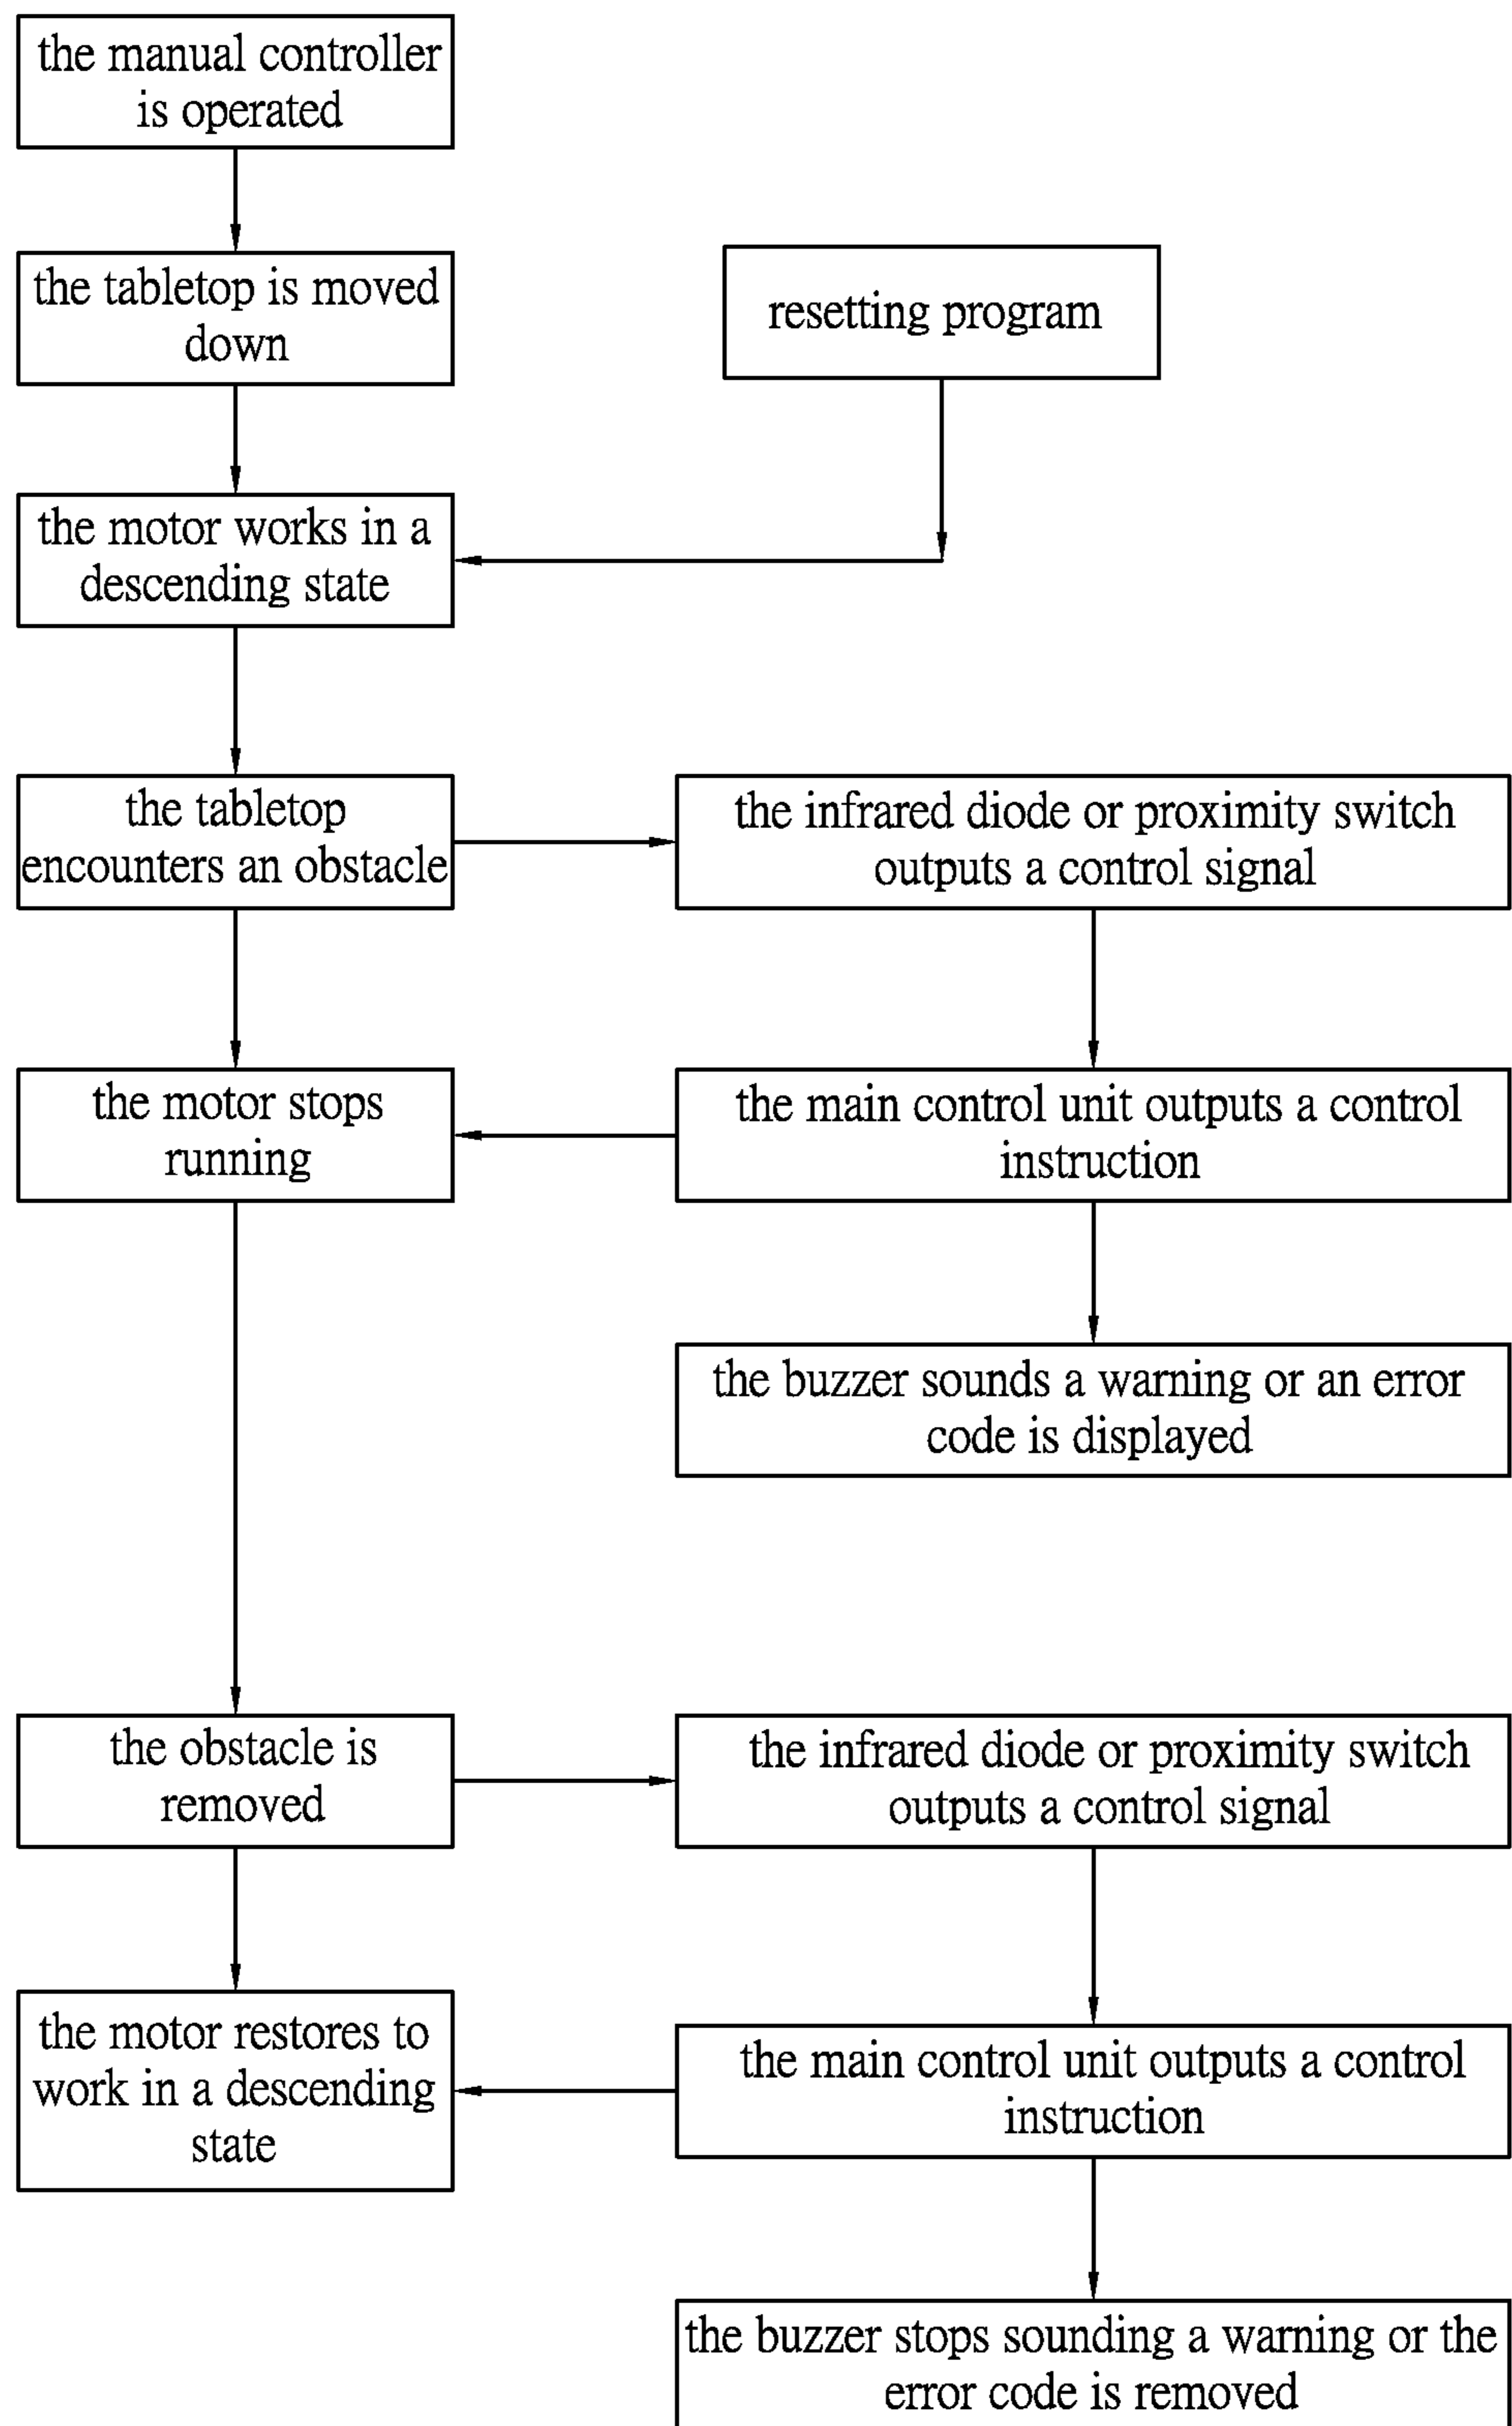 the manual controller
is operated
the tabletop is moved
down
resetting program
the motor works in a
descending state
the tabletop
encounters an obstacle
the infrared diode or proximity switch
outputs a control signal
the motor stops
running
the main control unit outputs a control
instruction
the buzzer sounds a warning or an error
code is displayed
the obstacle is
removed
the infrared diode or proximity switch
outputs a control signal
the motor restores to
work in a descending
state
the main control unit outputs a control
instruction
the buzzer stops sounding a warning or the
error code is removed